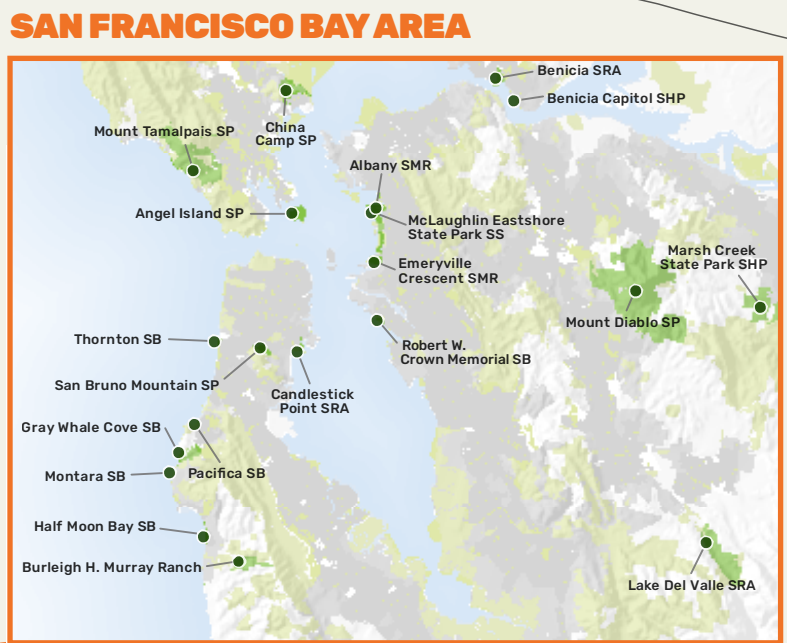 SAN FRANCISCO BAY AREA
Benicia SRA
Benicia Capitol SHP
China
Camp SP
Mount Tamalpais SP
Albany SMR
Angel Island SP
McLaughlin Eastshore
State Park SS
Marsh Creek
State Park SHP
Emeryville
Crescent SMR
Mount Diablo SP
Thornton SB
Robert W.
Crown Memorial SB
San Bruno Mountain SP
Candlestick
Point SRA
Gray Whale Cove SB
Pacifica SB
Montara SB
Half Moon Bay SB
Burleigh H. Murray Ranch
Lake Del Valle SRA